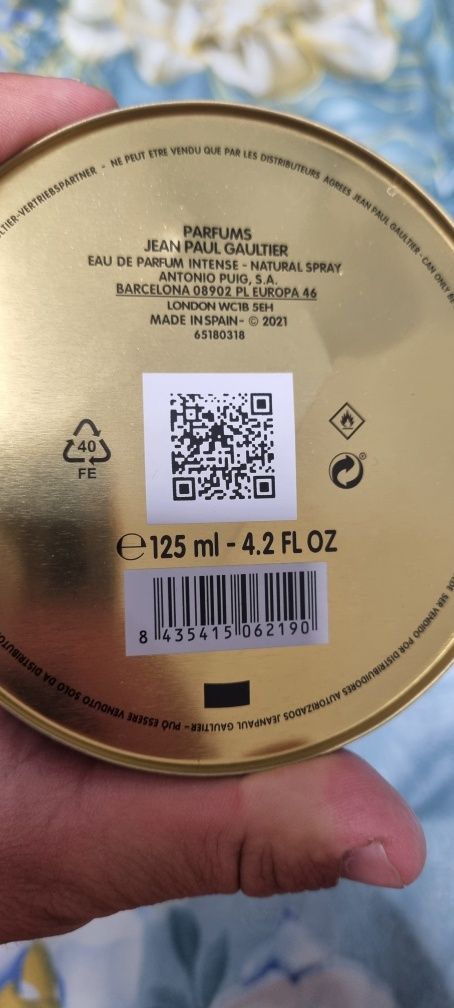 LTIER-VERTRIEBSPARTNER - NE PEUT ETRE VENDU QUE PAR LES DISTRIBUTEURS AGREES JEAN PAUL GAULTIER - CAN ONLY BE
PARFUMS
JEAN PAUL GAULTIER
EAU DE PARFUM INTENSE - NATURAL SPRAY
ANTONIO PUIG, S.A.
BARCELONA 08902 PL EUROPA 46
LONDON WC1B 5EH
MADE IN SPAIN - © 2021
65180318
40
FE
℮ 125 ml - 4.2 FL OZ
8 435415 062190
SER VENDIDO POR DISTRIBUIDORES AUTORIZADOS JEANPAUL GAULTIER - PUÒ ESSERE VENDUTO SOLO DA